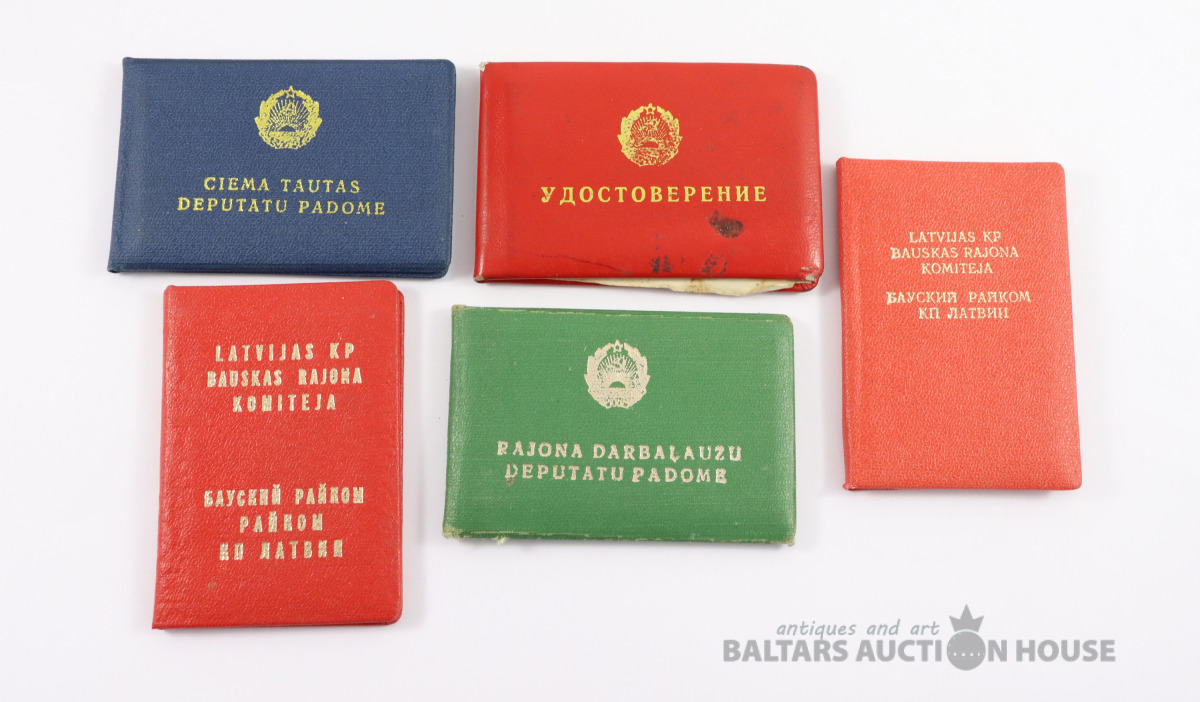 CIEMA TAUTAS
DEPUTATU PADOME
УДОСТОВЕРЕНИЕ
LATVIJAS KP
BAUSKAS RAJONA
KOMITEJA
БАУСКИЙ РАЙКОМ
КП ЛАТВИИ
LATVIJAS KP
BAUSKAS RAJONA
KOMITEJA
БАУСКИЙ РАЙКОМ
РАЙКОМ
КП ЛАТВИИ
RAJONA DARBAĻAUŽU
DEPUTATU PADOME
antiques and art
BALTARS AUCTION HOUSE